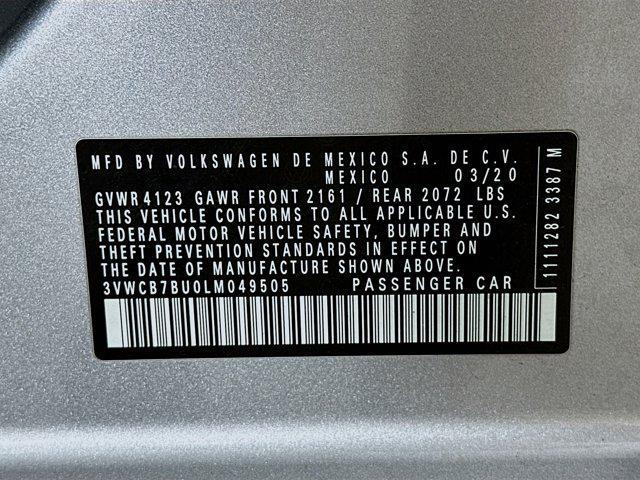 MFD BY VOLKSWAGEN DE MEXICO S.A. DE C.V.
MEXICO 03/20
GVWR 4123 GAWR FRONT 2161 / REAR 2072 LBS
THIS VEHICLE CONFORMS TO ALL APPLICABLE U.S.
FEDERAL MOTOR VEHICLE SAFETY, BUMPER AND
THEFT PREVENTION STANDARDS IN EFFECT ON
THE DATE OF MANUFACTURE SHOWN ABOVE.
3VWCB7BU0LM049505 PASSENGER CAR
1111282 3387 M